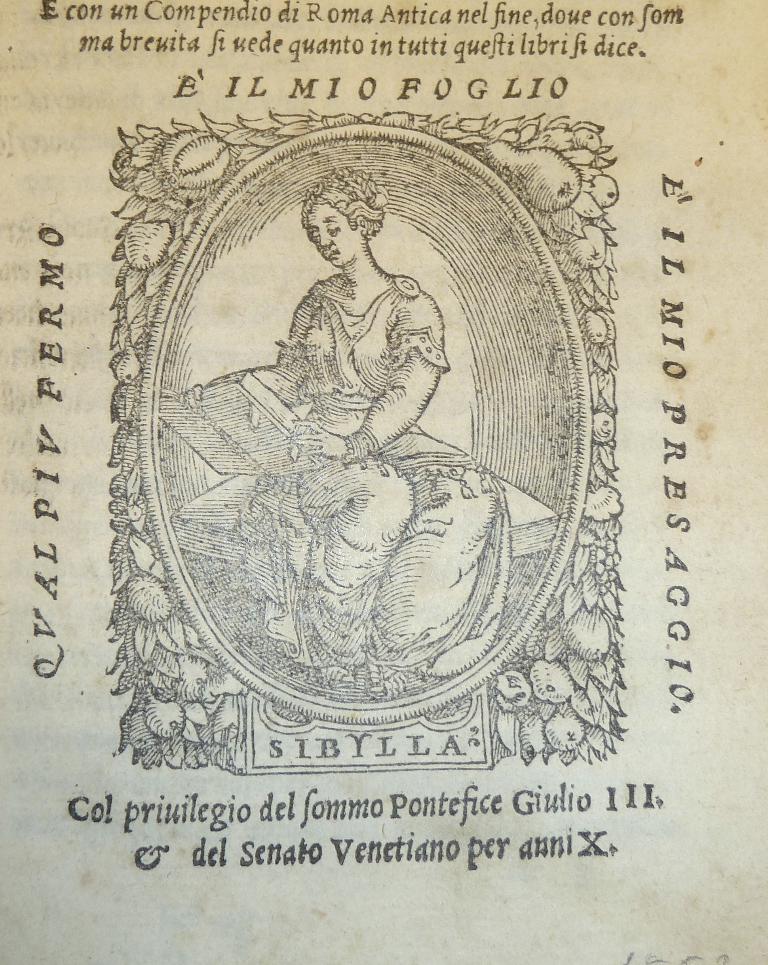 E con un Compendio di Roma Antica nel fine, doue con ſom
ma breuita ſi uede quanto in tutti queſti libri ſi dice.
QVAL PIV FERMO
È IL MIO FOGLIO
È IL MIO PRESAGGIO.
SIBYLLA
Col priuilegio del ſommo Pontefice Giulio III.
& del Senato Venetiano per anni X.